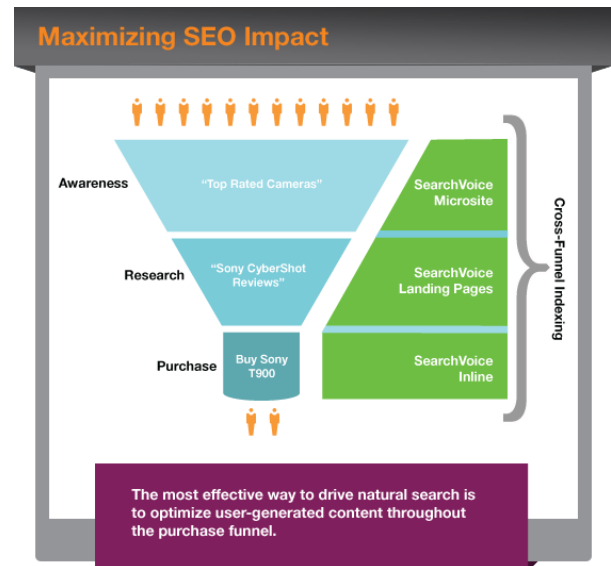 Maximizing SEO Impact
Awareness
"Top Rated Cameras"
SearchVoice
Microsite
Research
"Sony CyberShot
Reviews"
SearchVoice
Landing Pages
Purchase
Buy Sony
T900
SearchVoice
Inline
Cross-Funnel Indexing
The most effective way to drive natural search is
to optimize user-generated content throughout
the purchase funnel.